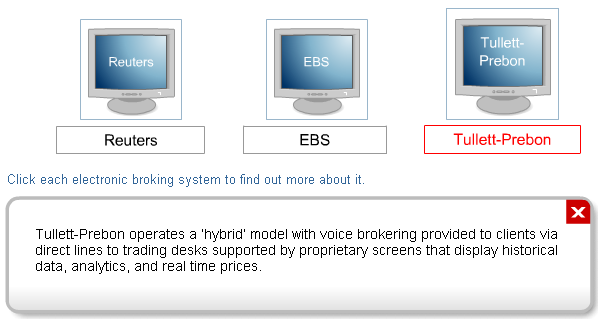 Reuters
EBS
Tullett-
Prebon
Reuters
EBS
Tullett-Prebon
Click each electronic broking system to find out more about it.
Tullett-Prebon operates a 'hybrid' model with voice brokering provided to clients via
direct lines to trading desks supported by proprietary screens that display historical
data, analytics, and real time prices.